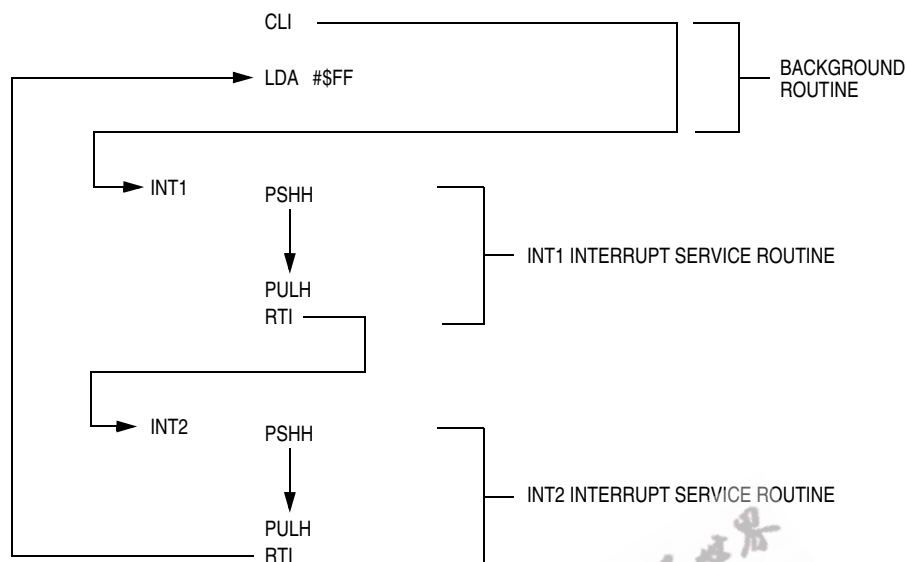 CLI
LDA #$FF
BACKGROUND
ROUTINE
INT1
PSHH
INT1 INTERRUPT SERVICE ROUTINE
PULH
RTI
INT2
PSHH
INT2 INTERRUPT SERVICE ROUTINE
PULH
RTI